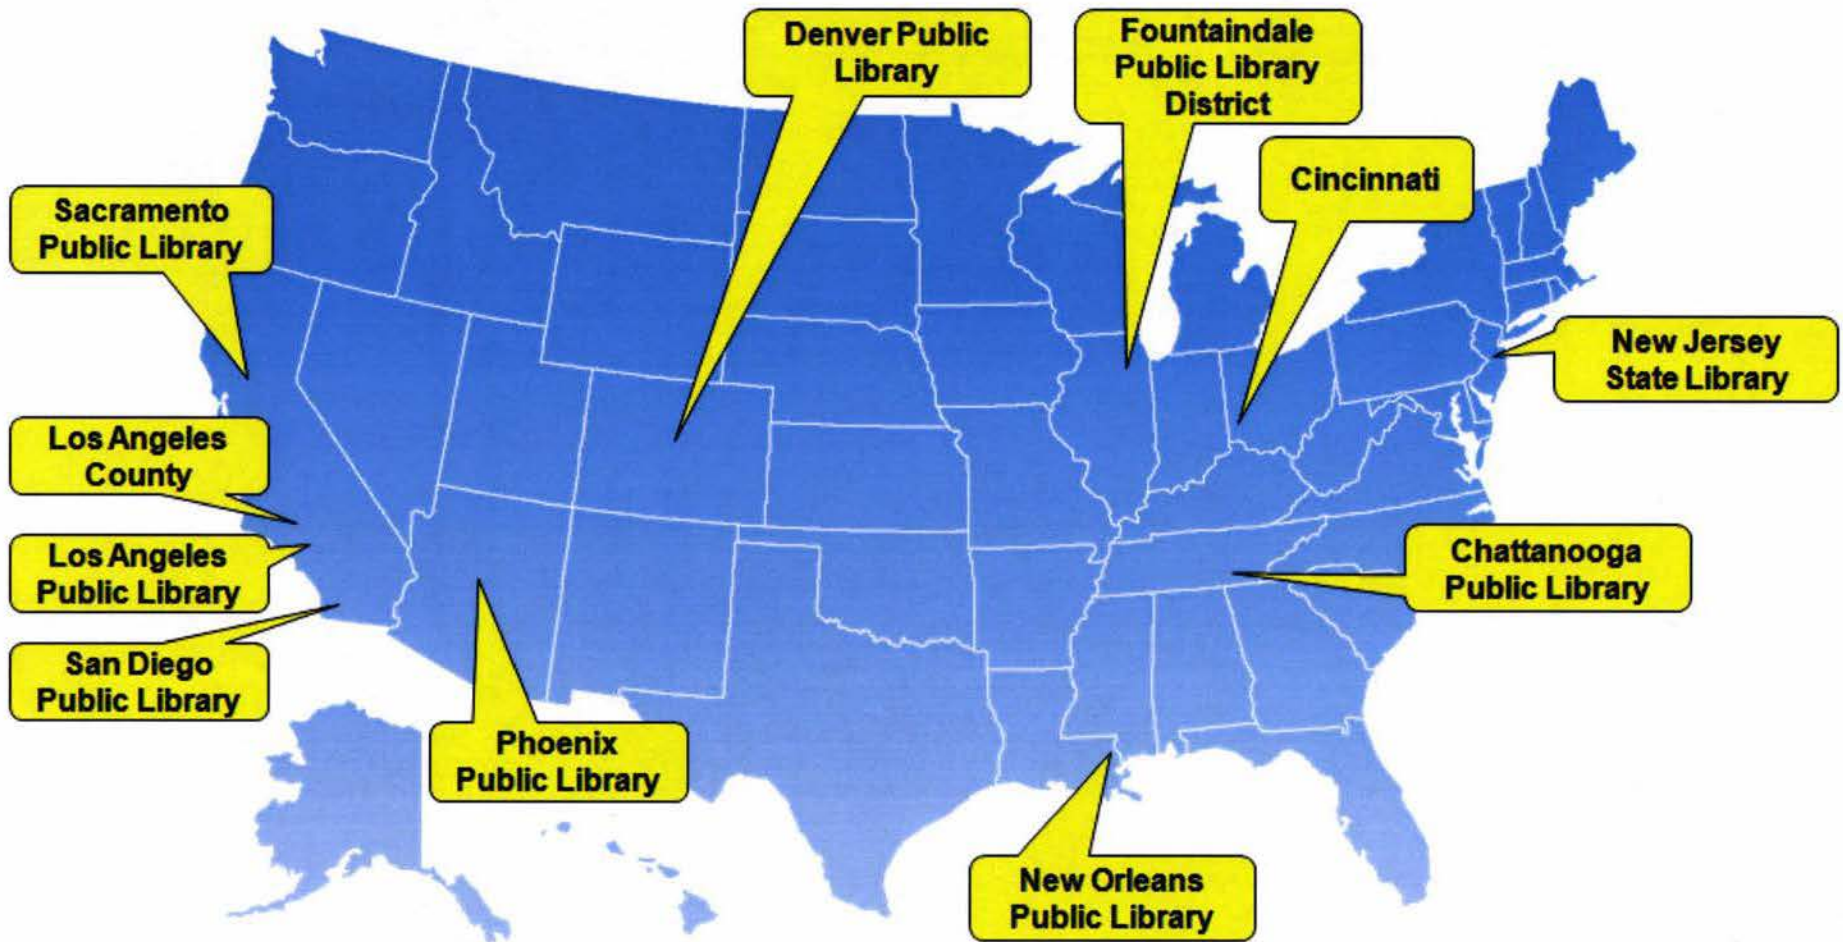 Denver Public
Library
Fountaindale
Public Library
District
Cincinnati
Sacramento
Public Library
New Jersey
State Library
Los Angeles
County
Los Angeles
Public Library
Chattanooga
Public Library
San Diego
Public Library
Phoenix
Public Library
New Orleans
Public Library